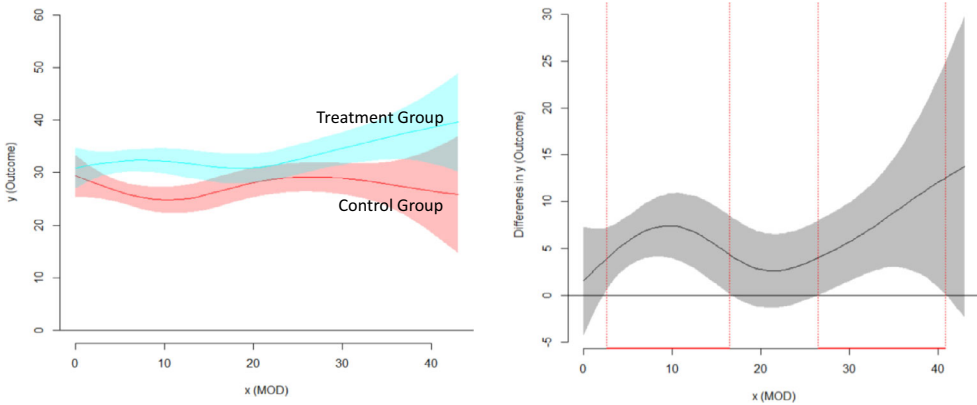 60
50
40
30
20
10
0
y (Outcome)
Treatment Group
Control Group
0 10 20 30 40
x (MOD)
30
25
20
15
10
5
0
-5
Differenes in y (Outcome)
0 10 20 30 40
x (MOD)